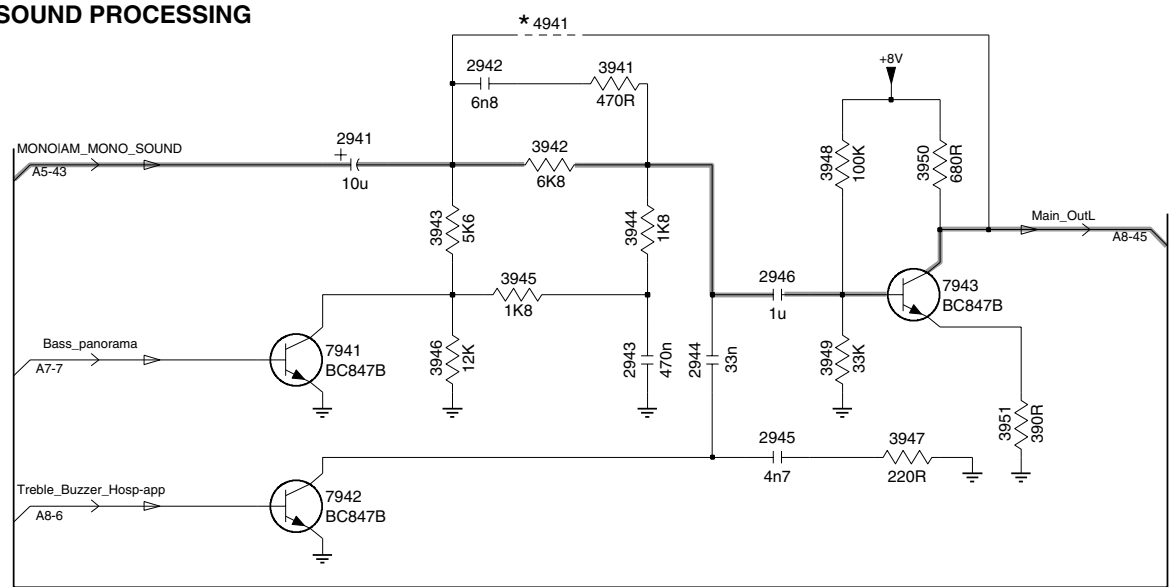 SOUND PROCESSING
* 4941
2942
6n8
3941
470R
+8V
MONO|AM_MONO_SOUND
A5-43
2941
+
10u
3942
6K8
3948
100K
3950
680R
3943
5K6
3944
1K8
Main_OutL
A8-45
3945
1K8
2946
1u
7943
BC847B
Bass_panorama
A7-7
7941
BC847B
3946
12K
2943
470n
2944
33n
3949
33K
3951
390R
2945
4n7
3947
220R
Treble_Buzzer_Hosp-app
A8-6
7942
BC847B